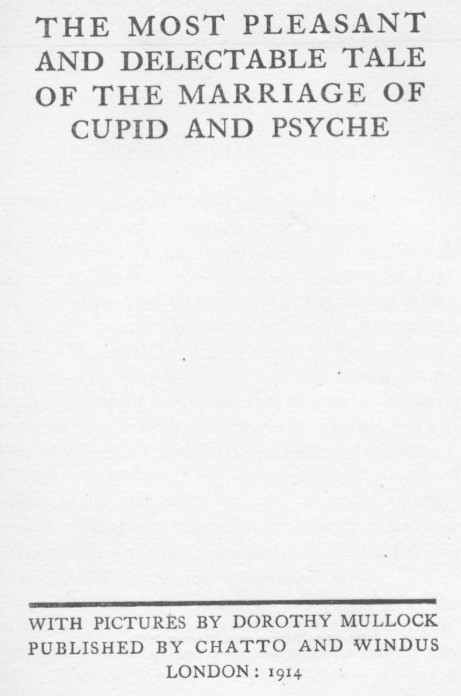 THE MOST PLEASANT
AND DELECTABLE TALE
OF THE MARRIAGE OF
CUPID AND PSYCHE
WITH PICTURES BY DOROTHY MULLOCK
PUBLISHED BY CHATTO AND WINDUS
LONDON: 1914